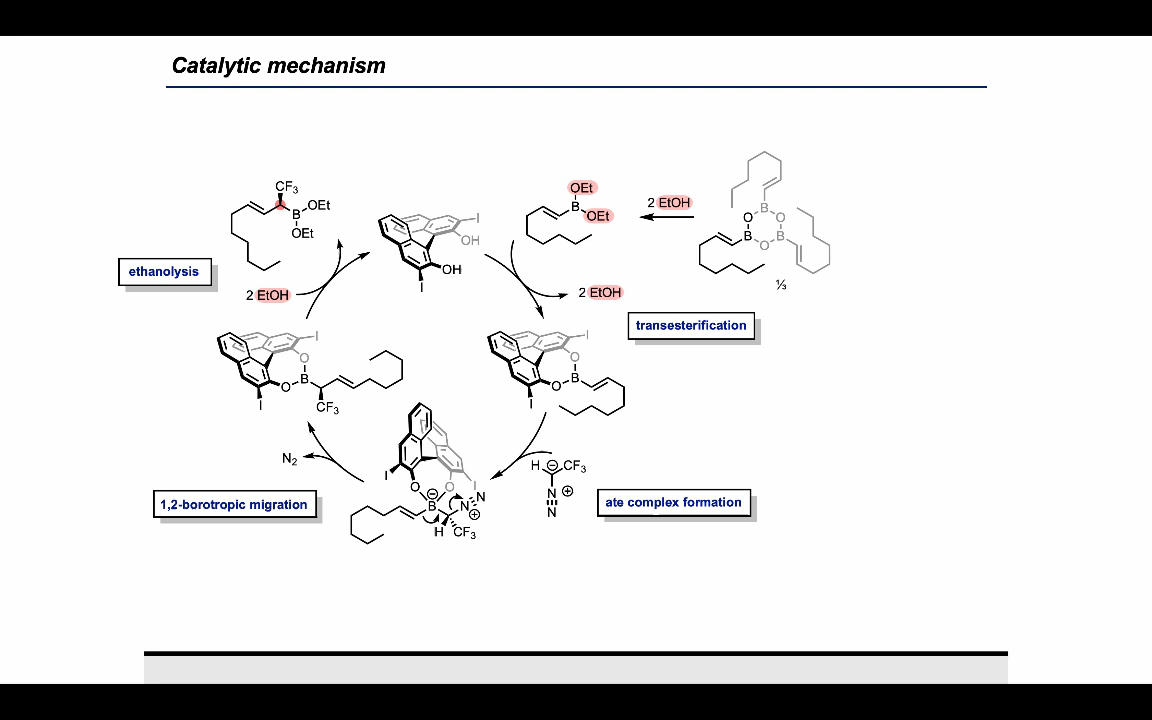 Catalytic mechanism
CF3
OEt
B
OEt
I
OH
OH
I
OEt
B
OEt
2 EtOH
B
O
O
B
B
O
⅓
ethanolysis
2 EtOH
2 EtOH
transesterification
I
O
B
O
I
CF3
I
O
B
O
I
N2
I
I
O
O
⊖
B
N
N
⊕
H
CF3
H
⊖
CF3
N
⊕
N
1,2-borotropic migration
ate complex formation